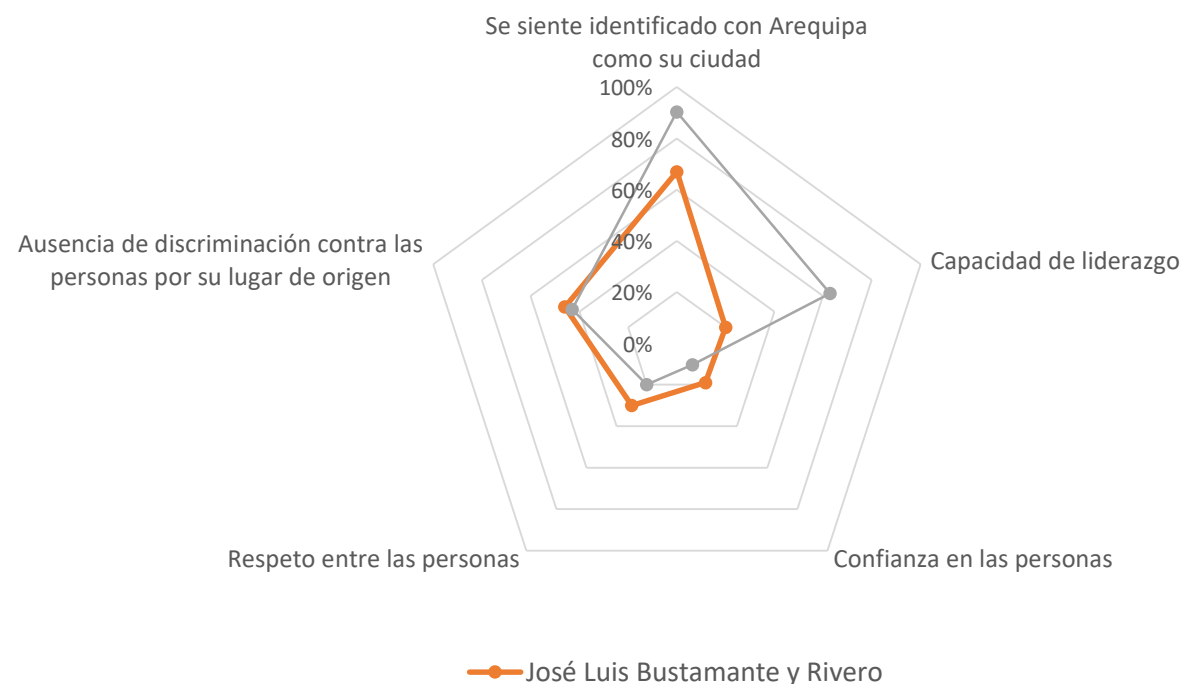 Se siente identificado con Arequipa
como su ciudad
100%
80%
60%
40%
20%
0%
Ausencia de discriminación contra las
personas por su lugar de origen
Capacidad de liderazgo
Respeto entre las personas
Confianza en las personas
José Luis Bustamante y Rivero